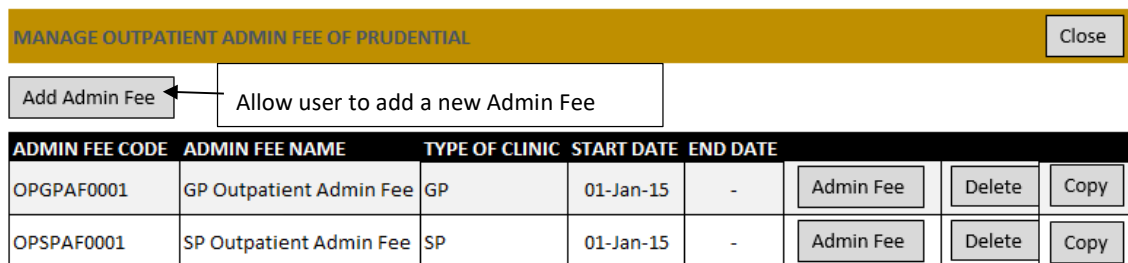 MANAGE OUTPATIENT ADMIN FEE OF PRUDENTIAL Close
Add Admin Fee Allow user to add a new Admin Fee
ADMIN FEE CODE ADMIN FEE NAME TYPE OF CLINIC START DATE END DATE
OPGPAF0001 GP Outpatient Admin Fee GP 01-Jan-15 - Admin Fee Delete Copy
OPSPAF0001 SP Outpatient Admin Fee SP 01-Jan-15 - Admin Fee Delete Copy